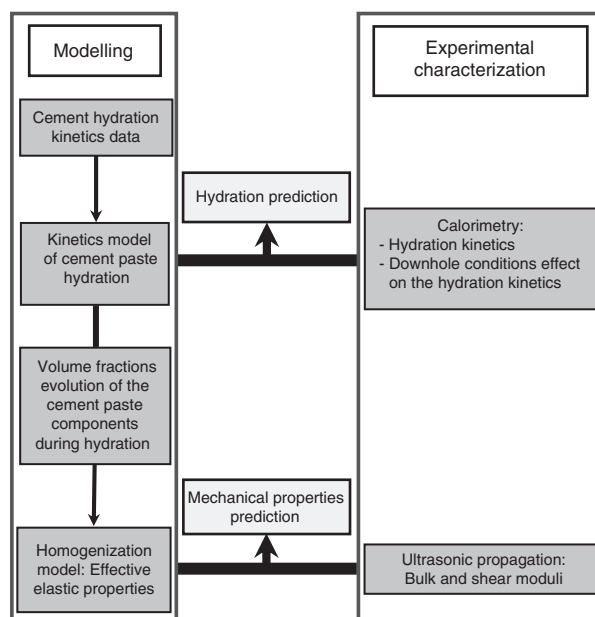 Modelling
Cement hydration
kinetics data
Kinetics model
of cement paste
hydration
Volume fractions
evolution of the
cement paste
components
during hydration
Homogenization
model: Effective
elastic properties
Hydration prediction
Mechanical properties
prediction
Experimental
characterization
Calorimetry:
- Hydration kinetics
- Downhole conditions effect
on the hydration kinetics
Ultrasonic propagation:
Bulk and shear moduli